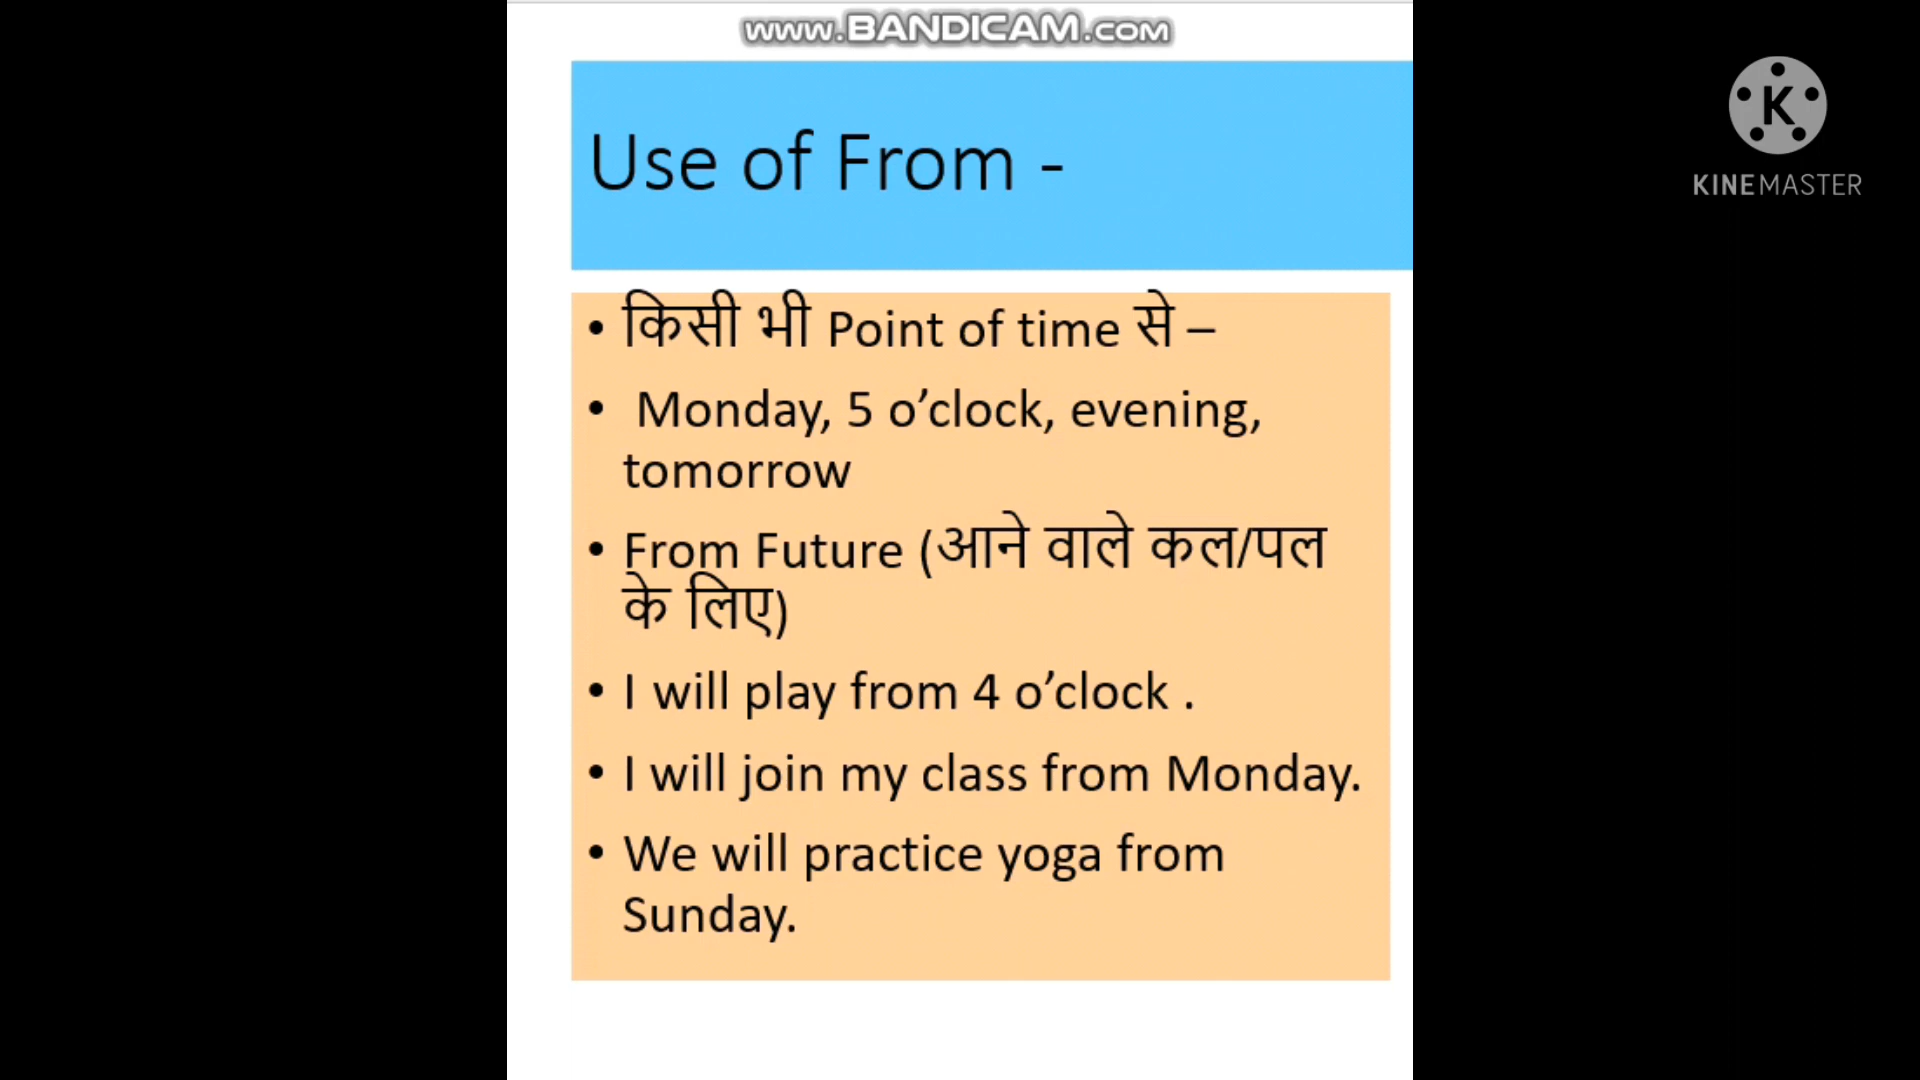 www.BANDICAM.com
KINEMASTER
Use of From -
• किसी भी Point of time से –
• Monday, 5 o’clock, evening,
tomorrow
• From Future (आने वाले कल/पल
के लिए)
• I will play from 4 o’clock .
• I will join my class from Monday.
• We will practice yoga from
Sunday.